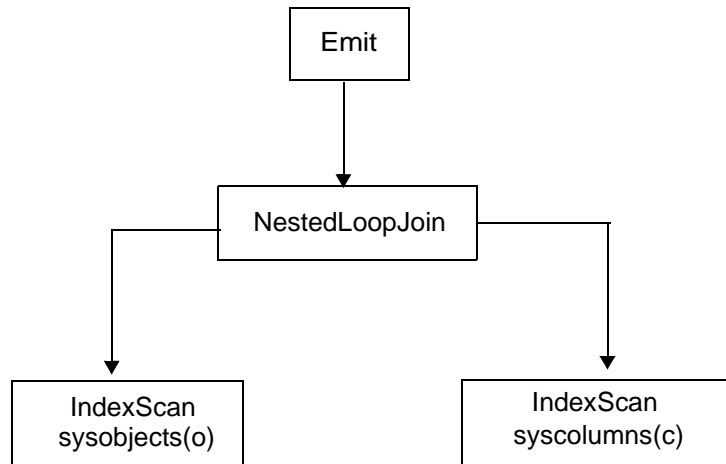 Emit
NestedLoopJoin
IndexScan
sysobjects(o)
IndexScan
syscolumns(c)